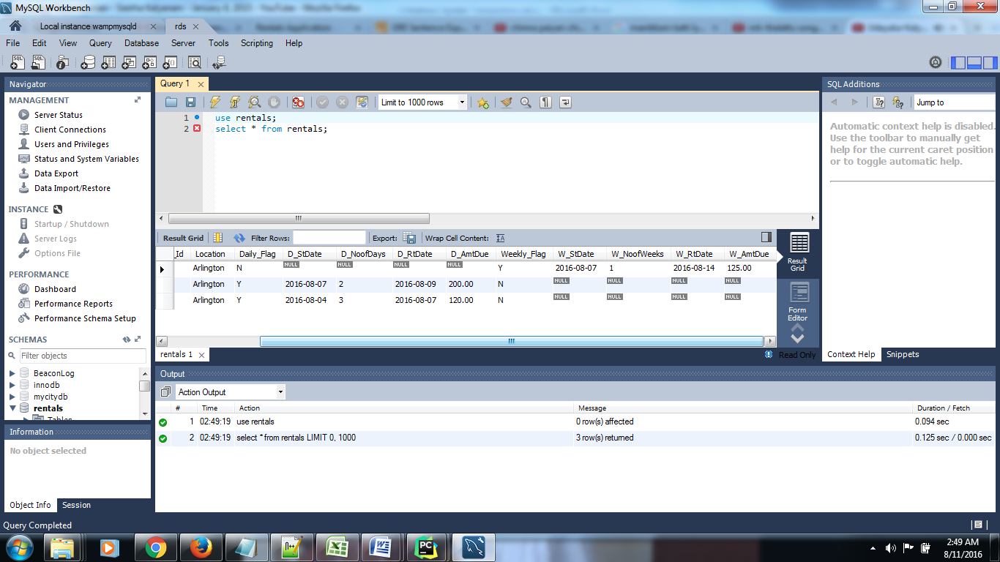 MySQL Workbench
Local instance wampmysqld
rds
File Edit View Query Database Server Tools Scripting Help
Navigator
MANAGEMENT
Server Status
Client Connections
Users and Privileges
Status and System Variables
Data Export
Data Import/Restore
INSTANCE
Startup / Shutdown
Server Logs
Options File
PERFORMANCE
Dashboard
Performance Reports
Performance Schema Setup
SCHEMAS
Filter objects
BeaconLog
innodb
mycitydb
rentals
Tables
Information
No object selected
Object Info Session
Query 1
Limit to 1000 rows
1 use rentals;
2 select * from rentals;
Result Grid Filter Rows: Export: Wrap Cell Content:
Id Location Daily_Flag D_StDate D_NoofDays D_RtDate D_AmtDue Weekly_Flag W_StDate W_NoofWeeks W_RtDate W_AmtDue
Arlington N NULL NULL NULL NULL Y 2016-08-07 1 2016-08-14 125.00
Arlington Y 2016-08-07 2 2016-08-09 200.00 N NULL NULL NULL NULL
Arlington Y 2016-08-04 3 2016-08-07 120.00 N NULL NULL NULL NULL
Result
Grid
Form
Editor
rentals 1
Read Only
SQL Additions
Jump to
Automatic context help is disabled.
Use the toolbar to manually get
help for the current caret position
or to toggle automatic help.
Context Help Snippets
Output
Action Output
# Time Action Message Duration / Fetch
1 02:49:19 use rentals 0 row(s) affected 0.094 sec
2 02:49:19 select * from rentals LIMIT 0, 1000 3 row(s) returned 0.125 sec / 0.000 sec
Query Completed
2:49 AM
8/11/2016